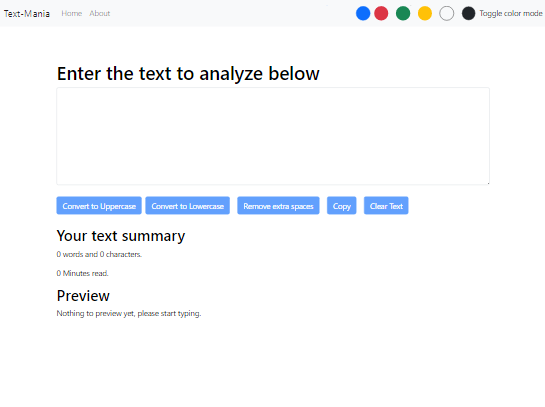 Text-Mania Home About Toggle color mode
Enter the text to analyze below
Convert to Uppercase Convert to Lowercase Remove extra spaces Copy Clear Text
Your text summary
0 words and 0 characters.
0 Minutes read.
Preview
Nothing to preview yet, please start typing.